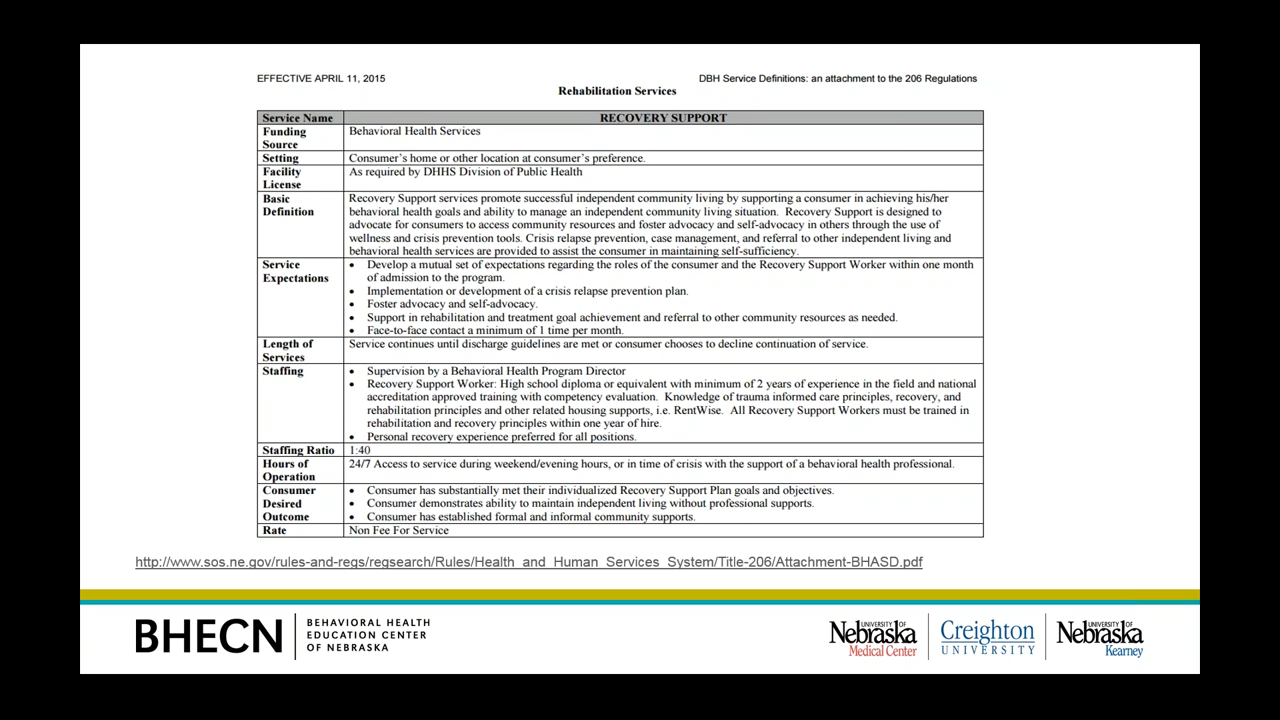 EFFECTIVE APRIL 11, 2015
DBH Service Definitions: an attachment to the 206 Regulations
Rehabilitation Services
Service Name
RECOVERY SUPPORT
Funding
Source
Behavioral Health Services
Setting
Consumer's home or other location at consumer's preference.
Facility
License
As required by DHHS Division of Public Health
Basic
Definition
Recovery Support services promote successful independent community living by supporting a consumer in achieving his/her
behavioral health goals and ability to manage an independent community living situation. Recovery Support is designed to
advocate for consumers to access community resources and foster advocacy and self-advocacy in others through the use of
wellness and crisis prevention tools. Crisis relapse prevention, case management, and referral to other independent living and
behavioral health services are provided to assist the consumer in maintaining self-sufficiency.
Service
Expectations
• Develop a mutual set of expectations regarding the roles of the consumer and the Recovery Support Worker within one month
of admission to the program.
• Implementation or development of a crisis relapse prevention plan.
• Foster advocacy and self-advocacy.
• Support in rehabilitation and treatment goal achievement and referral to other community resources as needed.
• Face-to-face contact a minimum of 1 time per month.
Length of
Services
Service continues until discharge guidelines are met or consumer chooses to decline continuation of service.
Staffing
• Supervision by a Behavioral Health Program Director
• Recovery Support Worker: High school diploma or equivalent with minimum of 2 years of experience in the field and national
accreditation approved training with competency evaluation. Knowledge of trauma informed care principles, recovery, and
rehabilitation principles and other related housing supports, i.e. RentWise. All Recovery Support Workers must be trained in
rehabilitation and recovery principles within one year of hire.
• Personal recovery experience preferred for all positions.
Staffing Ratio
1:40
Hours of
Operation
24/7 Access to service during weekend/evening hours, or in time of crisis with the support of a behavioral health professional.
Consumer
Desired
Outcome
• Consumer has substantially met their individualized Recovery Support Plan goals and objectives.
• Consumer demonstrates ability to maintain independent living without professional supports.
• Consumer has established formal and informal community supports.
Rate
Non Fee For Service
http://www.sos.ne.gov/rules-and-regs/regsearch/Rules/Health_and_Human_Services_System/Title-206/Attachment-BHASD.pdf
BHECN
BEHAVIORAL HEALTH
EDUCATION CENTER
OF NEBRASKA
UNIVERSITY OF
Nebraska
Medical Center
Creighton
UNIVERSITY
UNIVERSITY OF
Nebraska
Kearney